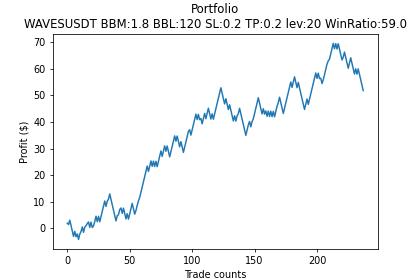 Portfolio
WAVESUSDT BBM:1.8 BBL:120 SL:0.2 TP:0.2 lev:20 WinRatio:59.0
70
60
50
40
30
20
10
0
Profit ($)
0 50 100 150 200
Trade counts